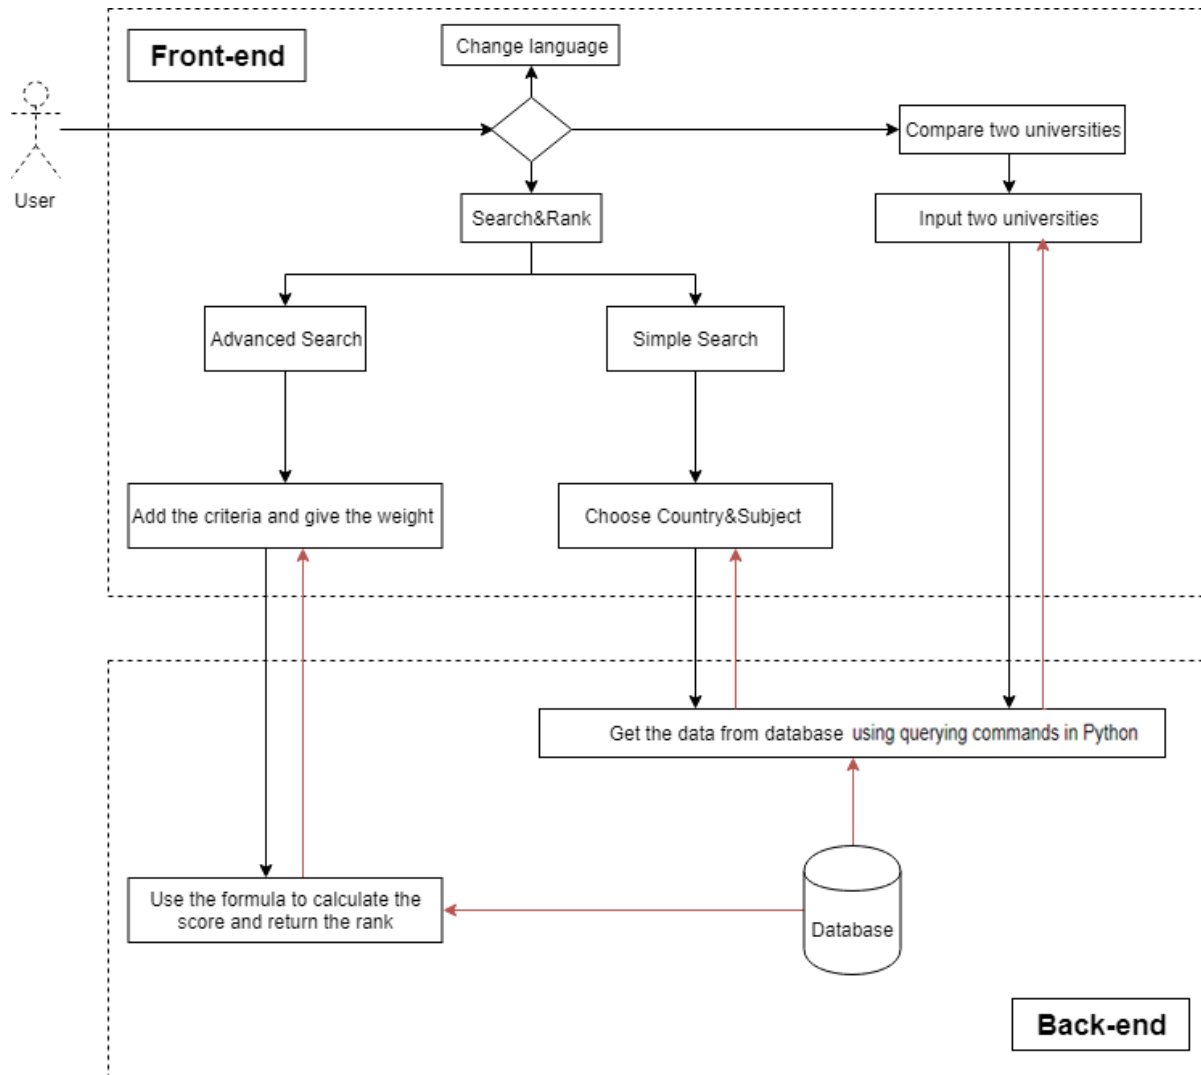 Change language
Front-end
Compare two universities
User
Search&Rank
Input two universities
Advanced Search
Simple Search
Add the criteria and give the weight
Choose Country&Subject
Get the data from database using querying commands in Python
Use the formula to calculate the
score and return the rank
Database
Back-end